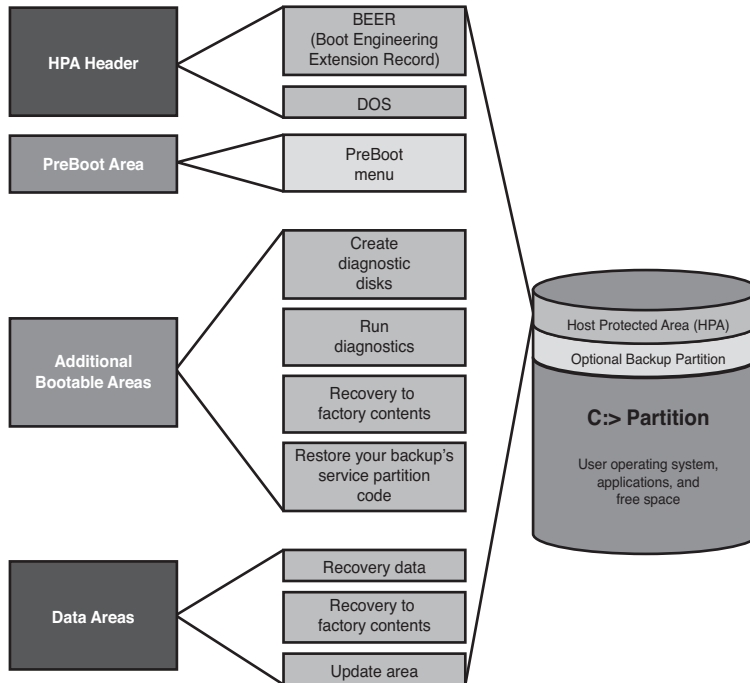 HPA Header
BEER
(Boot Engineering
Extension Record)
DOS
PreBoot Area
PreBoot
menu
Additional
Bootable Areas
Create
diagnostic
disks
Run
diagnostics
Recovery to
factory contents
Restore your backup's
service partition
code
Data Areas
Recovery data
Recovery to
factory contents
Update area
Host Protected Area (HPA)
Optional Backup Partition
C:> Partition
User operating system,
applications, and
free space